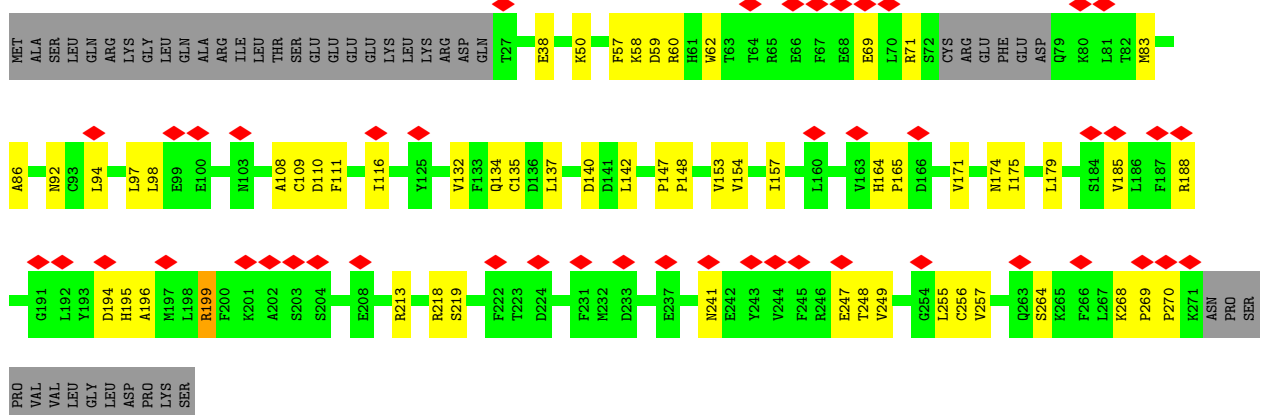 MET ALA SER LEU GLN ARG LYS GLY LEU GLN ALA ARG ILE LEU THR SER GLU GLU GLU GLU LYS LEU LYS ARG ASP GLN T27 E38 K50 F57 K58 D59 R60 H61 W62 T63 T64 R65 E66 F67 E68 E69 L70 R71 S72 CYS ARG GLU PHE GLU ASP Q79 K80 L81 T82 M83
A86 N92 C93 L94 L97 L98 E99 E100 N103 A108 C109 D110 F111 I116 Y125 V132 F133 Q134 C135 D136 L137 D140 D141 L142 P147 P148 V153 V154 I157 L160 V163 H164 P165 D166 V171 N174 I175 L179 S184 V185 L186 F187 R188
G191 L192 Y193 D194 H195 A196 M197 L198 R199 F200 K201 A202 S203 S204 E208 R213 R218 S219 F222 T223 D224 F231 M232 D233 E237 N241 E242 Y243 V244 F245 R246 E247 T248 V249 G254 L255 C256 V257 Q263 S264 K265 F266 L267 K268 P269 P270 K271 ASN PRO SER
PRO VAL VAL LEU GLY LEU ASP PRO LYS SER